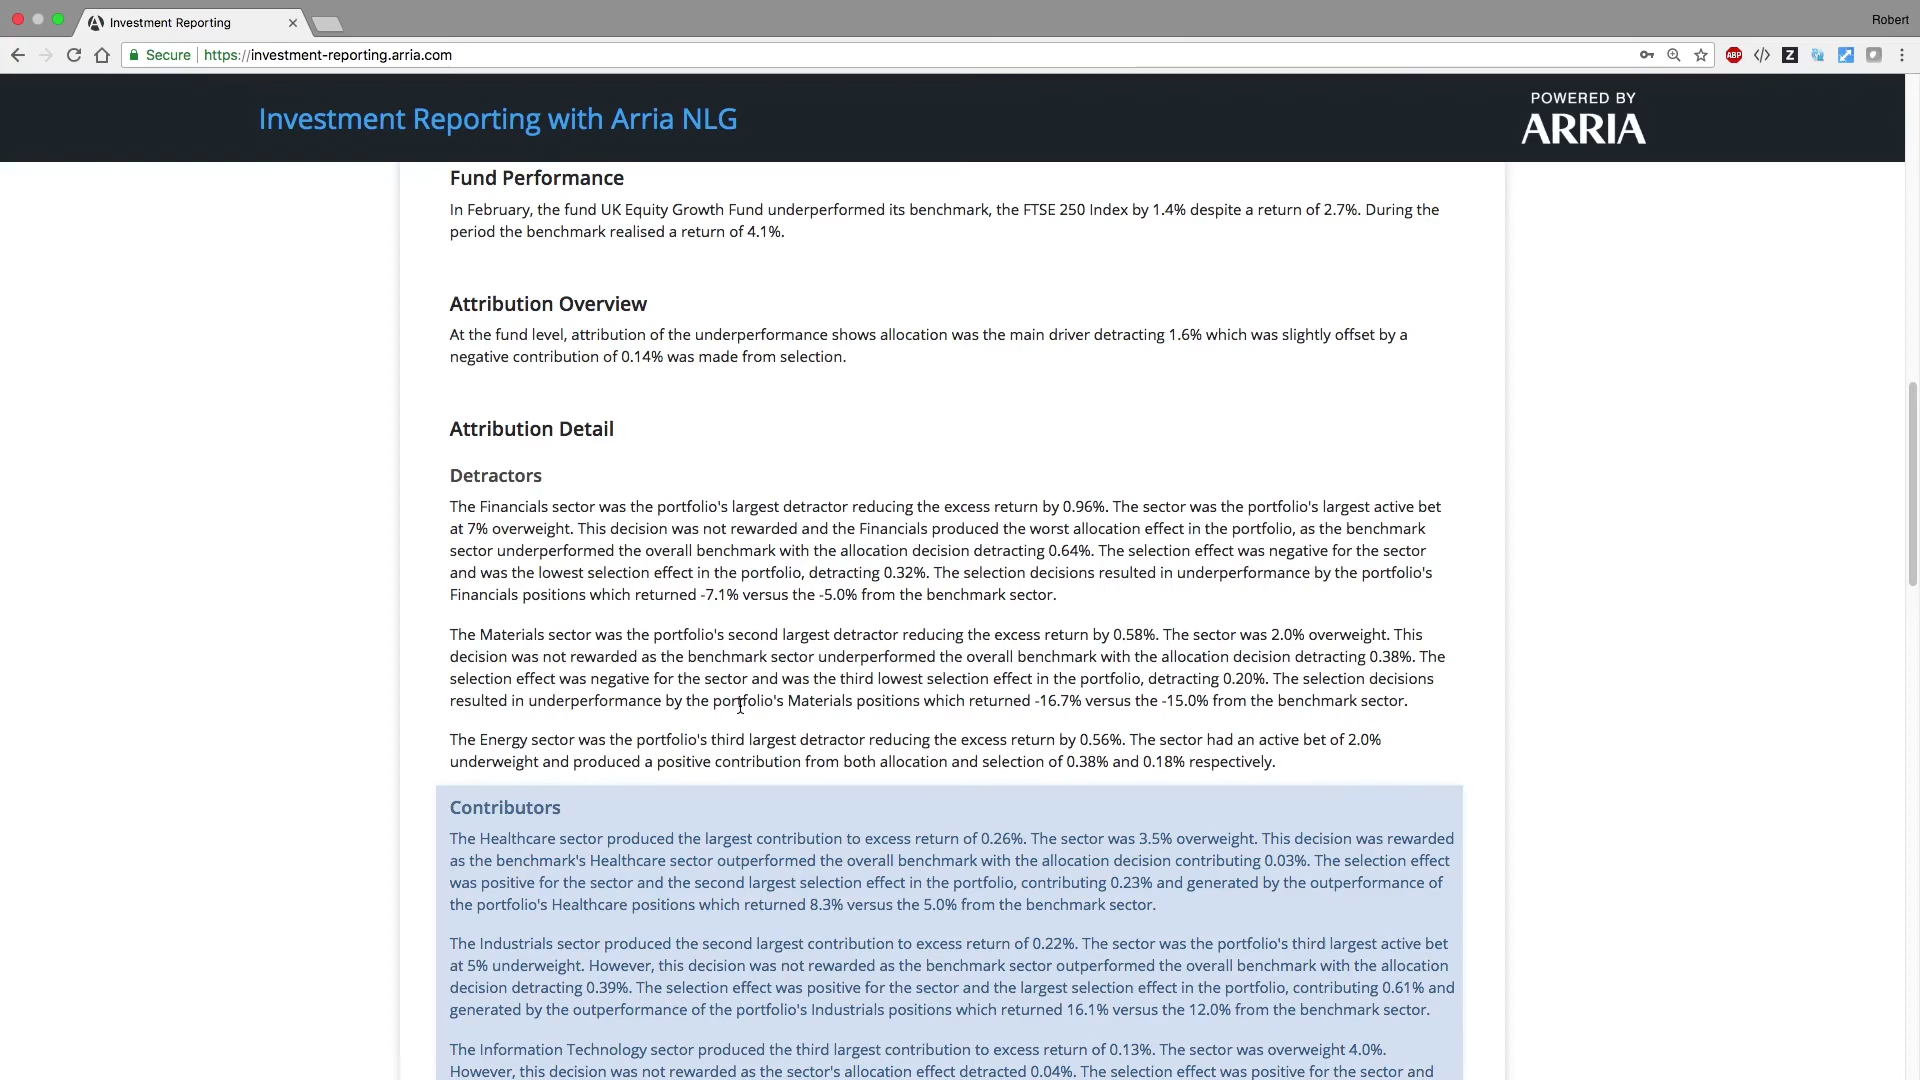 Investment Reporting
Robert
Secure https://investment-reporting.arria.com
ABP </> Z
Investment Reporting with Arria NLG
POWERED BY
ARRIA
Fund Performance
In February, the fund UK Equity Growth Fund underperformed its benchmark, the FTSE 250 Index by 1.4% despite a return of 2.7%. During the
period the benchmark realised a return of 4.1%.
Attribution Overview
At the fund level, attribution of the underperformance shows allocation was the main driver detracting 1.6% which was slightly offset by a
negative contribution of 0.14% was made from selection.
Attribution Detail
Detractors
The Financials sector was the portfolio's largest detractor reducing the excess return by 0.96%. The sector was the portfolio's largest active bet
at 7% overweight. This decision was not rewarded and the Financials produced the worst allocation effect in the portfolio, as the benchmark
sector underperformed the overall benchmark with the allocation decision detracting 0.64%. The selection effect was negative for the sector
and was the lowest selection effect in the portfolio, detracting 0.32%. The selection decisions resulted in underperformance by the portfolio's
Financials positions which returned -7.1% versus the -5.0% from the benchmark sector.
The Materials sector was the portfolio's second largest detractor reducing the excess return by 0.58%. The sector was 2.0% overweight. This
decision was not rewarded as the benchmark sector underperformed the overall benchmark with the allocation decision detracting 0.38%. The
selection effect was negative for the sector and was the third lowest selection effect in the portfolio, detracting 0.20%. The selection decisions
resulted in underperformance by the portfolio's Materials positions which returned -16.7% versus the -15.0% from the benchmark sector.
The Energy sector was the portfolio's third largest detractor reducing the excess return by 0.56%. The sector had an active bet of 2.0%
underweight and produced a positive contribution from both allocation and selection of 0.38% and 0.18% respectively.
Contributors
The Healthcare sector produced the largest contribution to excess return of 0.26%. The sector was 3.5% overweight. This decision was rewarded
as the benchmark's Healthcare sector outperformed the overall benchmark with the allocation decision contributing 0.03%. The selection effect
was positive for the sector and the second largest selection effect in the portfolio, contributing 0.23% and generated by the outperformance of
the portfolio's Healthcare positions which returned 8.3% versus the 5.0% from the benchmark sector.
The Industrials sector produced the second largest contribution to excess return of 0.22%. The sector was the portfolio's third largest active bet
at 5% underweight. However, this decision was not rewarded as the benchmark sector outperformed the overall benchmark with the allocation
decision detracting 0.39%. The selection effect was positive for the sector and the largest selection effect in the portfolio, contributing 0.61% and
generated by the outperformance of the portfolio's Industrials positions which returned 16.1% versus the 12.0% from the benchmark sector.
The Information Technology sector produced the third largest contribution to excess return of 0.13%. The sector was overweight 4.0%.
However, this decision was not rewarded as the sector's allocation effect detracted 0.04%. The selection effect was positive for the sector and